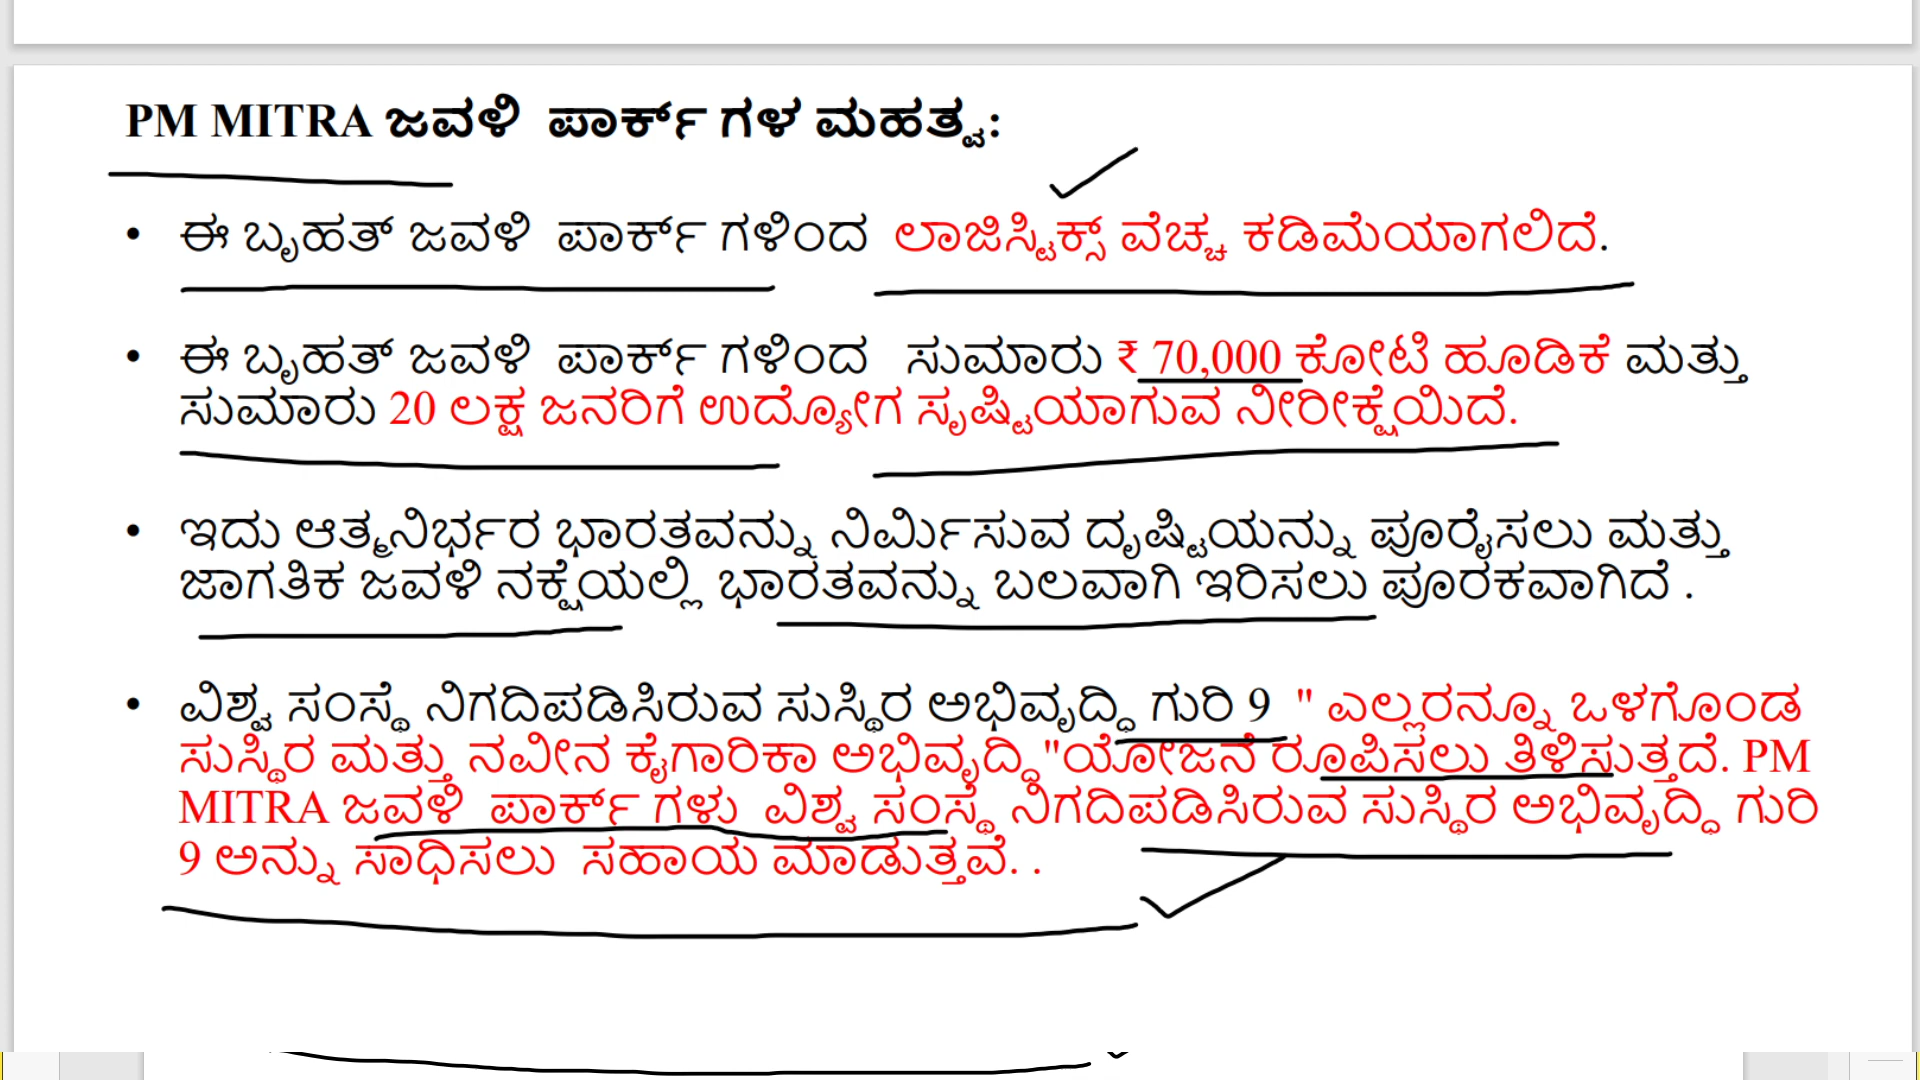 PM MITRA ಜವಳಿ ಪಾರ್ಕ್ ಗಳ ಮಹತ್ವ:
• ಈ ಬೃಹತ್ ಜವಳಿ ಪಾರ್ಕ್ ಗಳಿಂದ ಲಾಜಿಸ್ಟಿಕ್ಸ್ ವೆಚ್ಚ ಕಡಿಮೆಯಾಗಲಿದೆ.
• ಈ ಬೃಹತ್ ಜವಳಿ ಪಾರ್ಕ್ ಗಳಿಂದ ಸುಮಾರು ₹ 70,000 ಕೋಟಿ ಹೂಡಿಕೆ ಮತ್ತು
ಸುಮಾರು 20 ಲಕ್ಷ ಜನರಿಗೆ ಉದ್ಯೋಗ ಸೃಷ್ಟಿಯಾಗುವ ನೀರೀಕ್ಷೆಯಿದೆ.
• ಇದು ಆತ್ಮನಿರ್ಭರ ಭಾರತವನ್ನು ನಿರ್ಮಿಸುವ ದೃಷ್ಟಿಯನ್ನು ಪೂರೈಸಲು ಮತ್ತು
ಜಾಗತಿಕ ಜವಳಿ ನಕ್ಷೆಯಲ್ಲಿ ಭಾರತವನ್ನು ಬಲವಾಗಿ ಇರಿಸಲು ಪೂರಕವಾಗಿದೆ .
• ವಿಶ್ವ ಸಂಸ್ಥೆ ನಿಗದಿಪಡಿಸಿರುವ ಸುಸ್ಥಿರ ಅಭಿವೃದ್ಧಿ ಗುರಿ 9 " ಎಲ್ಲರನ್ನೂ ಒಳಗೊಂಡ
ಸುಸ್ಥಿರ ಮತ್ತು ನವೀನ ಕೈಗಾರಿಕಾ ಅಭಿವೃದ್ಧಿ "ಯೋಜನೆ ರೂಪಿಸಲು ತಿಳಿಸುತ್ತದೆ. PM
MITRA ಜವಳಿ ಪಾರ್ಕ್ ಗಳು ವಿಶ್ವ ಸಂಸ್ಥೆ ನಿಗದಿಪಡಿಸಿರುವ ಸುಸ್ಥಿರ ಅಭಿವೃದ್ಧಿ ಗುರಿ
9 ಅನ್ನು ಸಾಧಿಸಲು ಸಹಾಯ ಮಾಡುತ್ತವೆ. .